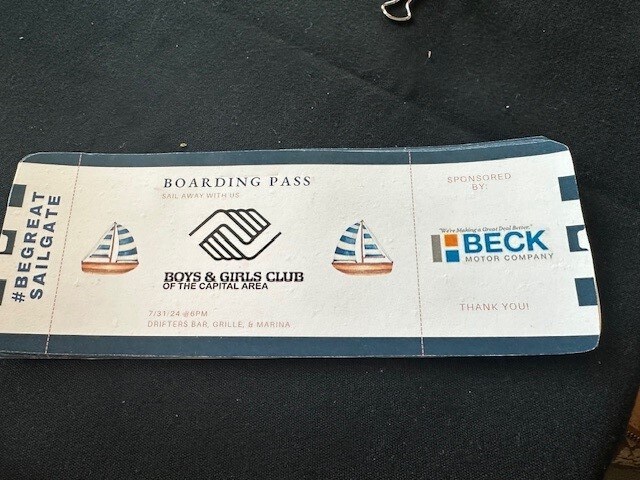 #BEGREAT
SAILGATE
BOARDING PASS
SAIL AWAY WITH US
BOYS & GIRLS CLUB
OF THE CAPITAL AREA
7/31/24 @6PM
DRIFTERS BAR, GRILLE, & MARINA
SPONSORED
BY:
"We're Making a Great Deal Better."
BECK
MOTOR COMPANY
THANK YOU!